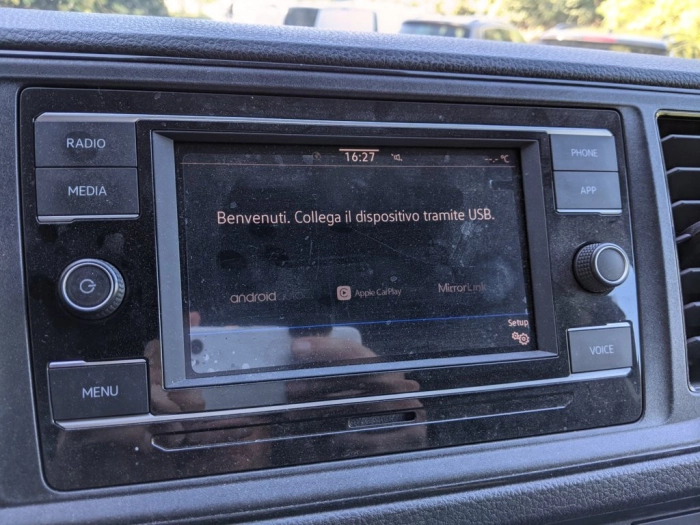 RADIO
MEDIA
MENU
16:27
--.- °C
Benvenuti. Collega il dispositivo tramite USB.
android
Apple CarPlay
MirrorLink
Setup
PHONE
APP
VOICE